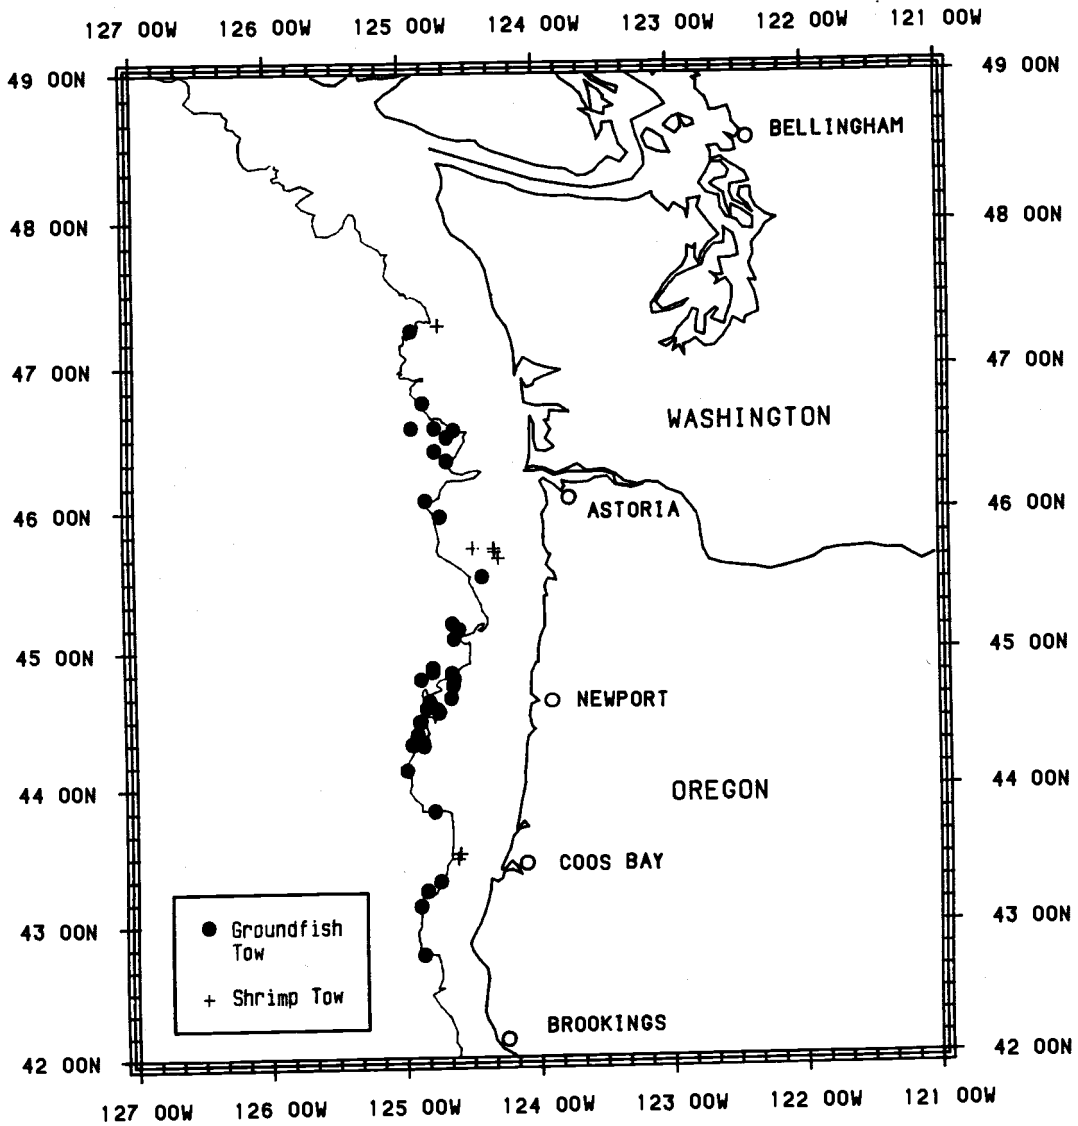 127 00W 126 00W 125 00W 124 00W 123 00W 122 00W 121 00W
49 00N 49 00N
BELLINGHAM
48 00N 48 00N
47 00N 47 00N
WASHINGTON
46 00N 46 00N
ASTORIA
45 00N 45 00N
NEWPORT
44 00N 44 00N
OREGON
COOS BAY
43 00N 43 00N
Groundfish
Tow
Shrimp Tow
BROOKINGS
42 00N 42 00N
127 00W 126 00W 125 00W 124 00W 123 00W 122 00W 121 00W